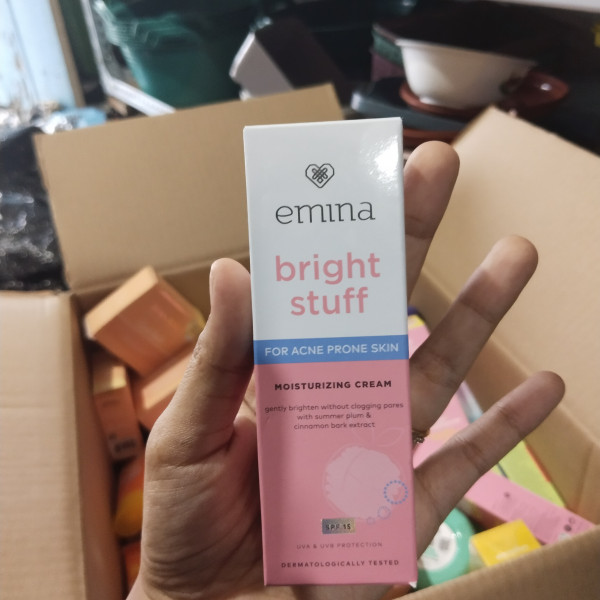 emina
bright
stuff
FOR ACNE PRONE SKIN
MOISTURIZING CREAM
gently brighten without clogging pores
with summer plum &
cinnamon bark extract
SPF 15
UVA & UVB PROTECTION
DERMATOLOGICALLY TESTED